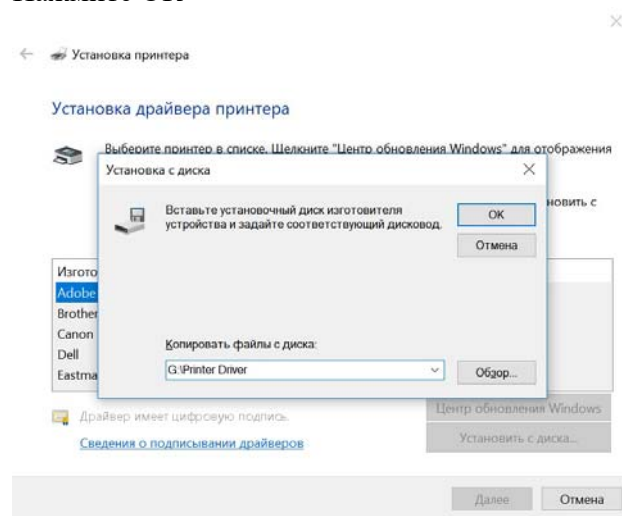 Установка принтера
Установка драйвера принтера
Выберите принтер в списке. Щелкните "Центр обновления Windows" для отображения
Установка с диска
Вставьте установочный диск изготовителя
устройства и задайте соответствующий дисковод.
OK
Отмена
новить с
Изгото
Adobe
Brother
Canon
Dell
Eastma
Копировать файлы с диска:
G:\Printer Driver
Обзор...
Драйвер имеет цифровую подпись.
Сведения о подписывании драйверов
Центр обновления Windows
Установить с диска...
Далее
Отмена